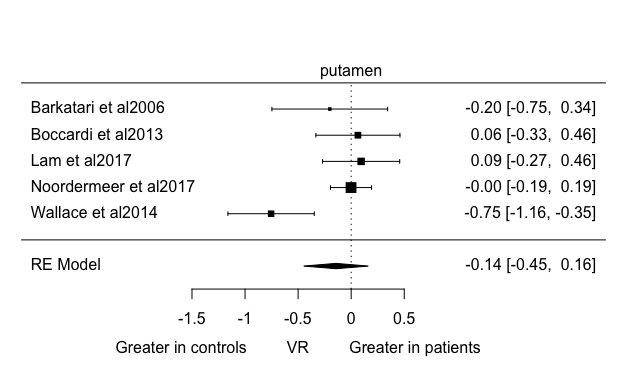 putamen
Barkatari et al2006 -0.20 [-0.75, 0.34]
Boccardi et al2013 0.06 [-0.33, 0.46]
Lam et al2017 0.09 [-0.27, 0.46]
Noordermeer et al2017 -0.00 [-0.19, 0.19]
Wallace et al2014 -0.75 [-1.16, -0.35]
RE Model -0.14 [-0.45, 0.16]
-1.5 -1 -0.5 0 0.5
Greater in controls VR Greater in patients